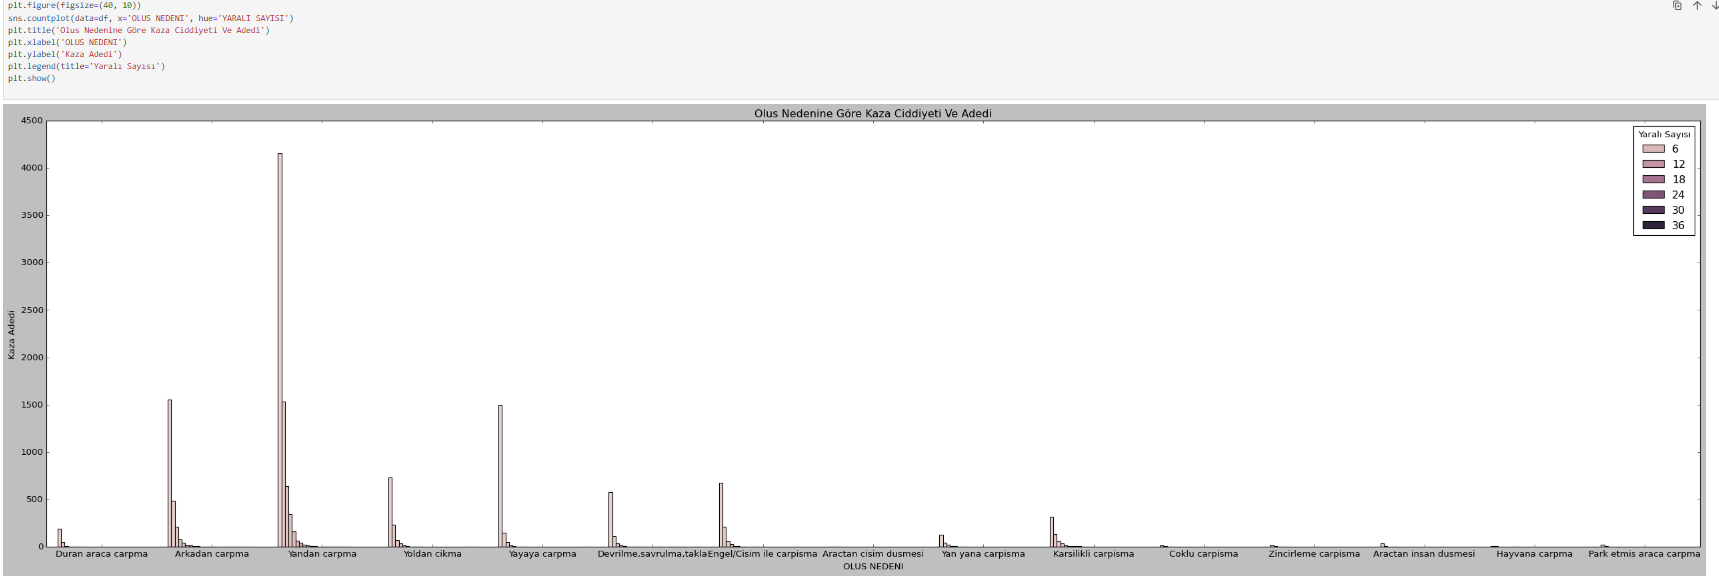 plt.figure(figsize=(40, 10))
sns.countplot(data=df, x='OLUS NEDENI', hue='YARALI SAYISI')
plt.title('Olus Nedenine Göre Kaza Ciddiyeti Ve Adedi')
plt.xlabel('OLUS NEDENI')
plt.ylabel('Kaza Adedi')
plt.legend(title='Yaralı Sayısı')
plt.show()
Olus Nedenine Göre Kaza Ciddiyeti Ve Adedi
4500
4000
3500
3000
2500
2000
1500
1000
500
0
Kaza Adedi
Yaralı Sayısı
6
12
18
24
30
36
Duran araca carpma Arkadan carpma Yandan carpma Yoldan cikma Yayaya carpma Devrilme,savrulma,takla Engel/Cisim ile carpisma Aractan cisim dusmesi Yan yana carpisma Karsilikli carpisma Coklu carpisma Zincirleme carpisma Aractan insan dusmesi Hayvana carpma Park etmis araca carpma
OLUS NEDENI